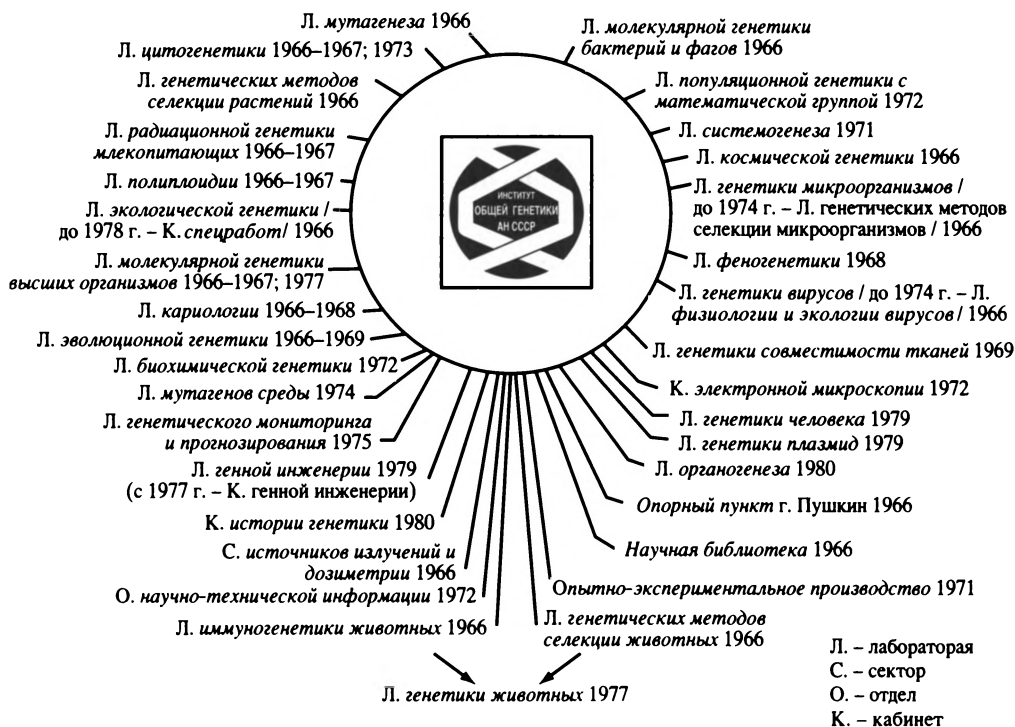 Л. мутагенеза 1966
Л. цитогенетики 1966–1967; 1973
Л. генетических методов
селекции растений 1966
Л. радиационной генетики
млекопитающих 1966–1967
Л. полиплоидии 1966–1967
Л. экологической генетики /
до 1978 г. – К. спецработ/ 1966
Л. молекулярной генетики
высших организмов 1966–1967; 1977
Л. кариологии 1966–1968
Л. эволюционной генетики 1966–1969
Л. биохимической генетики 1972
Л. мутагенов среды 1974
Л. генетического мониторинга
и прогнозирования 1975
Л. генной инженерии 1979
(с 1977 г. – К. генной инженерии)
К. истории генетики 1980
С. источников излучений и
дозиметрии 1966
О. научно-технической информации 1972
Л. иммуногенетики животных 1966
ИНСТИТУТ
ОБЩЕЙ ГЕНЕТИКИ
АН СССР
Л. молекулярной генетики
бактерий и фагов 1966
Л. популяционной генетики с
математической группой 1972
Л. системогенеза 1971
Л. космической генетики 1966
Л. генетики микроорганизмов /
до 1974 г. – Л. генетических методов
селекции микроорганизмов / 1966
Л. феногенетики 1968
Л. генетики вирусов / до 1974 г. – Л.
физиологии и экологии вирусов / 1966
Л. генетики совместимости тканей 1969
К. электронной микроскопии 1972
Л. генетики человека 1979
Л. генетики плазмид 1979
Л. органогенеза 1980
Опорный пункт г. Пушкин 1966
Научная библиотека 1966
Опытно-экспериментальное производство 1971
Л. генетических методов
селекции животных 1966
Л. генетики животных 1977
Л. – лабораторая
С. – сектор
О. – отдел
К. – кабинет